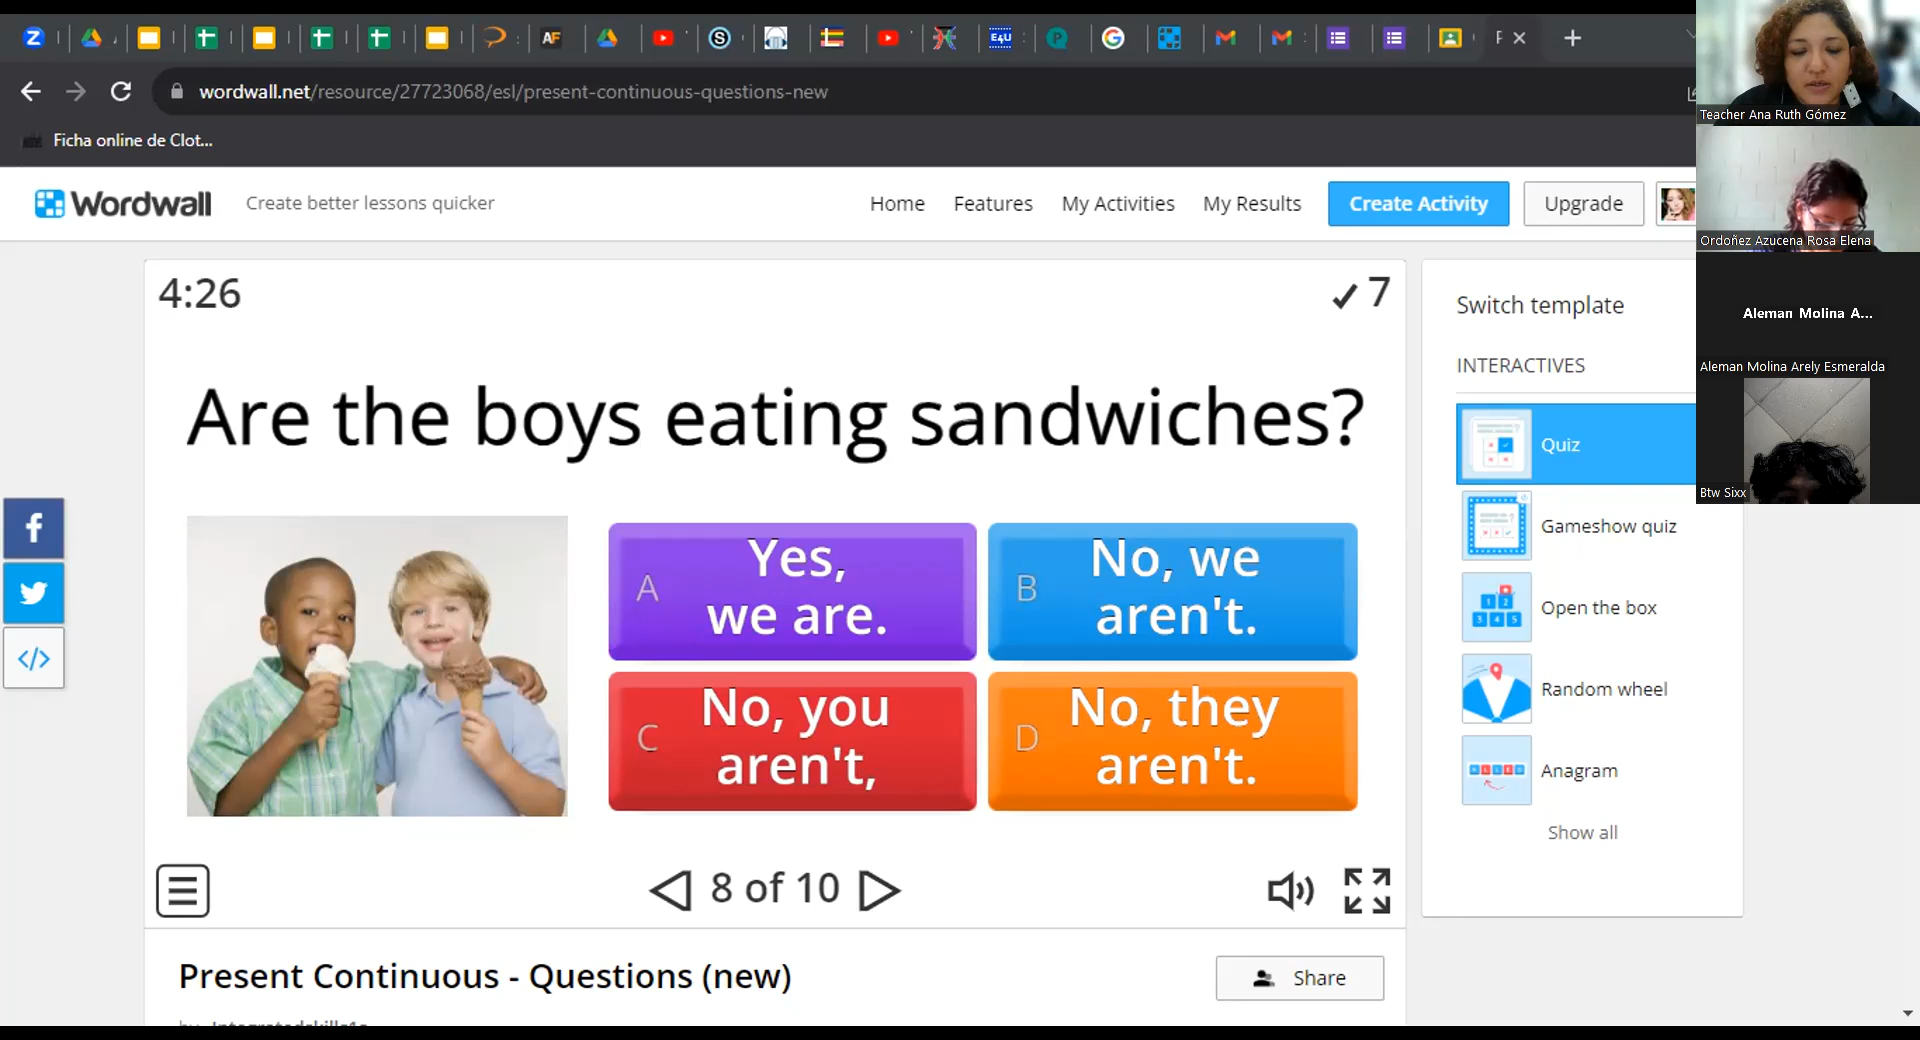 wordwall.net/resource/27723068/esl/present-continuous-questions-new
Ficha online de Clot...
Wordwall
Create better lessons quicker
Home
Features
My Activities
My Results
Create Activity
Upgrade
4:26
7
Are the boys eating sandwiches?
A
Yes,
we are.
B
No, we
aren't.
C
No, you
aren't,
D
No, they
aren't.
8 of 10
Present Continuous - Questions (new)
Share
Switch template
INTERACTIVES
Quiz
Gameshow quiz
Open the box
Random wheel
Anagram
Show all
Teacher Ana Ruth Gómez
Ordoñez Azucena Rosa Elena
Aleman Molina A...
Aleman Molina Arely Esmeralda
Btw Sixx